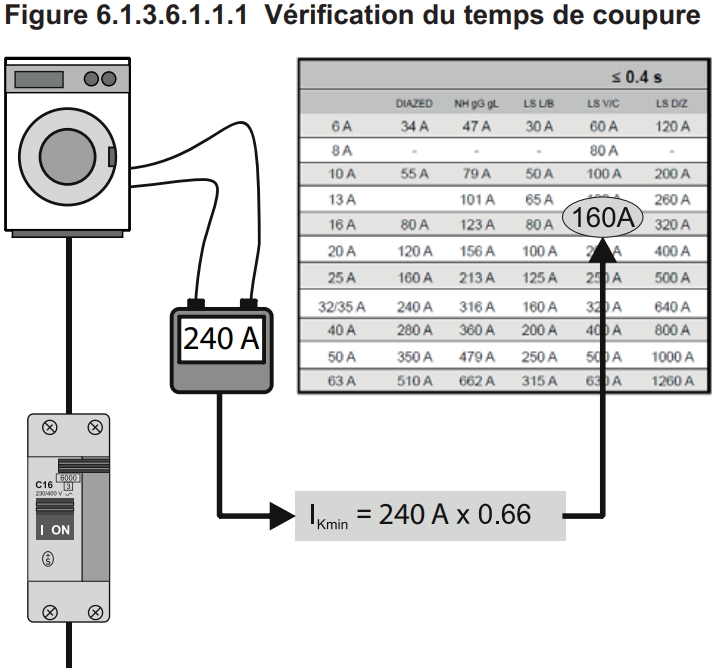 Figure 6.1.3.6.1.1.1 Vérification du temps de coupure
≤ 0.4 s
DIAZED NH gG gL LS L/B LS V/C LS D/Z
6 A 34 A 47 A 30 A 60 A 120 A
8 A - - - 80 A -
10 A 55 A 79 A 50 A 100 A 200 A
13 A 101 A 65 A 260 A
16 A 80 A 123 A 80 A 160A 320 A
20 A 120 A 156 A 100 A A 400 A
25 A 160 A 213 A 125 A 250 A 500 A
32/35 A 240 A 316 A 160 A 320 A 640 A
40 A 280 A 360 A 200 A 400 A 800 A
50 A 350 A 479 A 250 A 500 A 1000 A
63 A 510 A 662 A 315 A 630 A 1260 A
240 A
C16
6000
3
230/400 V ~
I ON
S
IKmin = 240 A x 0.66